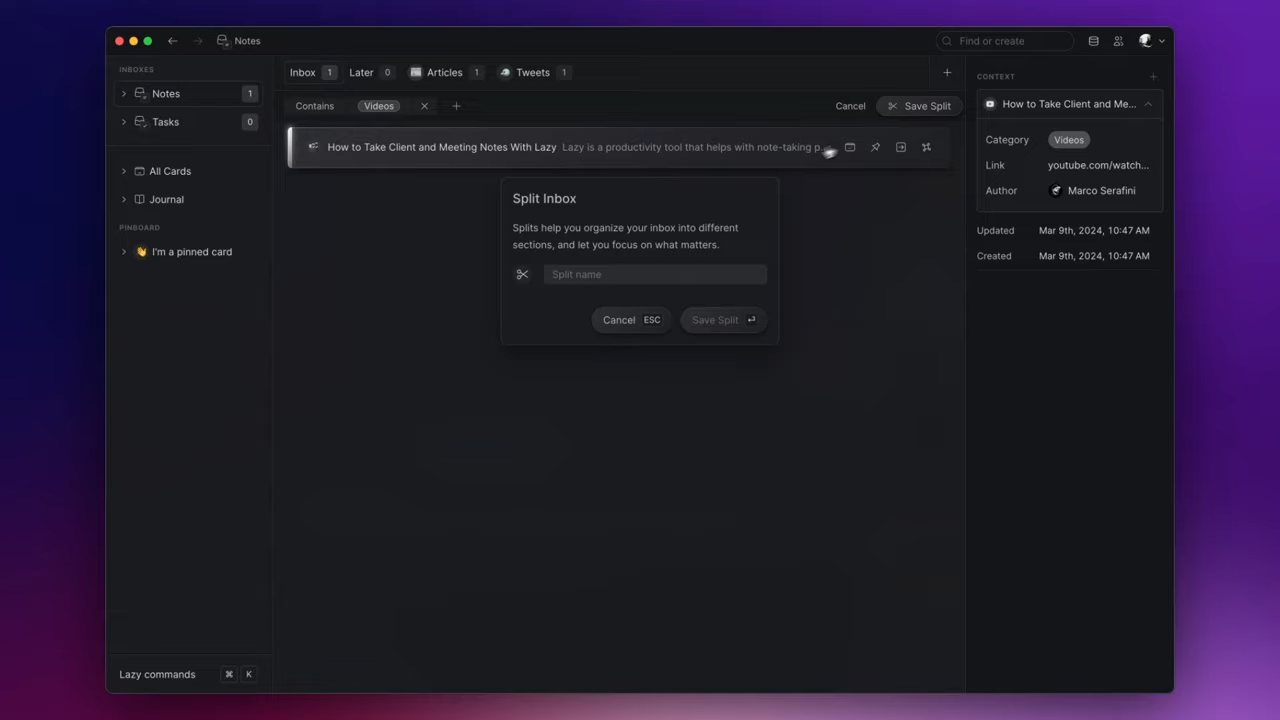 Notes
Find or create
INBOXES
Notes 1
Tasks 0
All Cards
Journal
PINBOARD
I'm a pinned card
Lazy commands ⌘ K
Inbox 1 Later 0 Articles 1 Tweets 1
Contains Videos
Cancel Save Split
How to Take Client and Meeting Notes With Lazy Lazy is a productivity tool that helps with note-taking p...
Split Inbox
Splits help you organize your inbox into different
sections, and let you focus on what matters.
Split name
Cancel ESC Save Split
CONTEXT
How to Take Client and Me...
Category Videos
Link youtube.com/watch...
Author Marco Serafini
Updated Mar 9th, 2024, 10:47 AM
Created Mar 9th, 2024, 10:47 AM